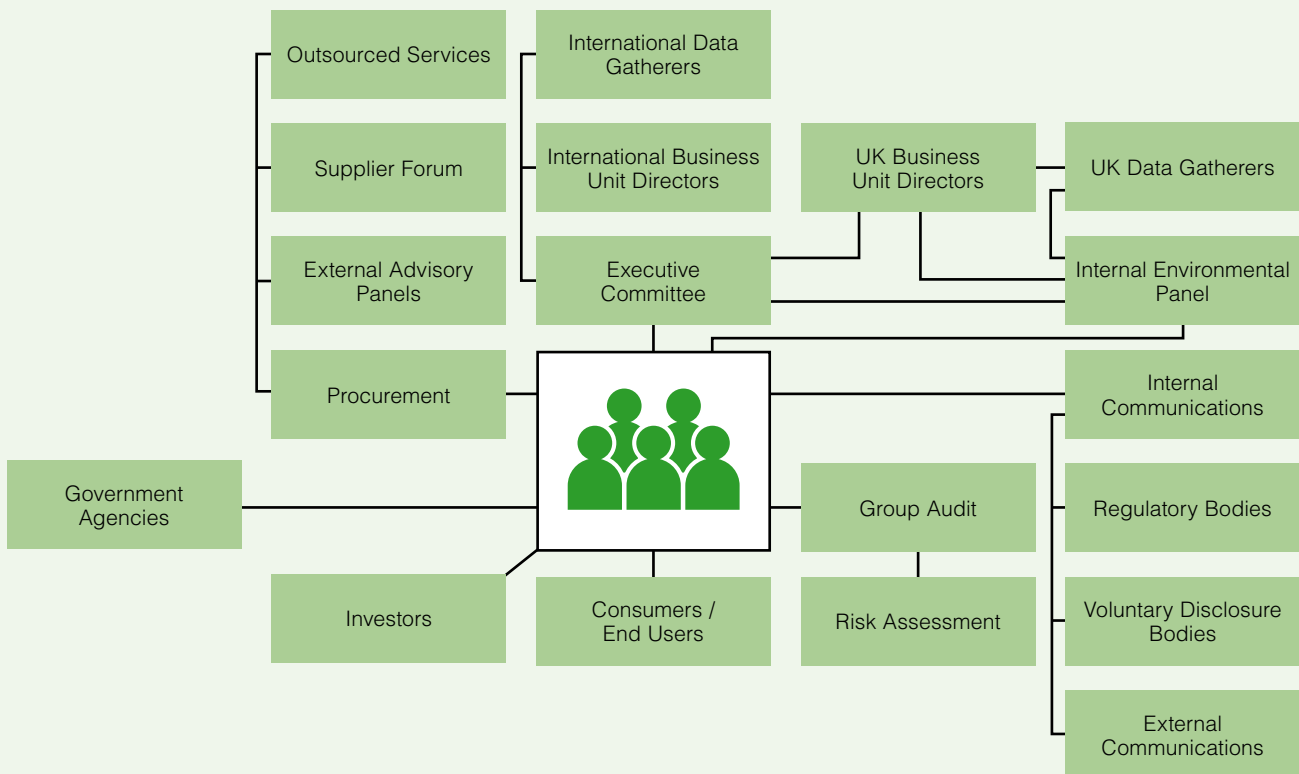 Outsourced Services
International Data
Gatherers
Supplier Forum
International Business
Unit Directors
UK Business
Unit Directors
UK Data Gatherers
External Advisory
Panels
Executive
Committee
Internal Environmental
Panel
Procurement
Internal
Communications
Government
Agencies
Group Audit
Regulatory Bodies
Investors
Consumers /
End Users
Risk Assessment
Voluntary Disclosure
Bodies
External
Communications